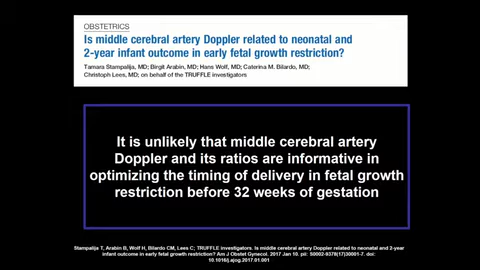 OBSTETRICS
Is middle cerebral artery Doppler related to neonatal and
2-year infant outcome in early fetal growth restriction?
Tamara Stampalija, MD; Birgit Arabin, MD; Hans Wolf, MD; Caterina M. Bilardo, MD;
Christoph Lees, MD; on behalf of the TRUFFLE investigators
It is unlikely that middle cerebral artery
Doppler and its ratios are informative in
optimizing the timing of delivery in fetal growth
restriction before 32 weeks of gestation
Stampalija T, Arabin B, Wolf H, Bilardo CM, Lees C; TRUFFLE investigators. Is middle cerebral artery Doppler related to neonatal and 2-year
infant outcome in early fetal growth restriction? Am J Obstet Gynecol. 2017 Jan 10. pii: S0002-9378(17)30001-7. doi:
10.1016/j.ajog.2017.01.001